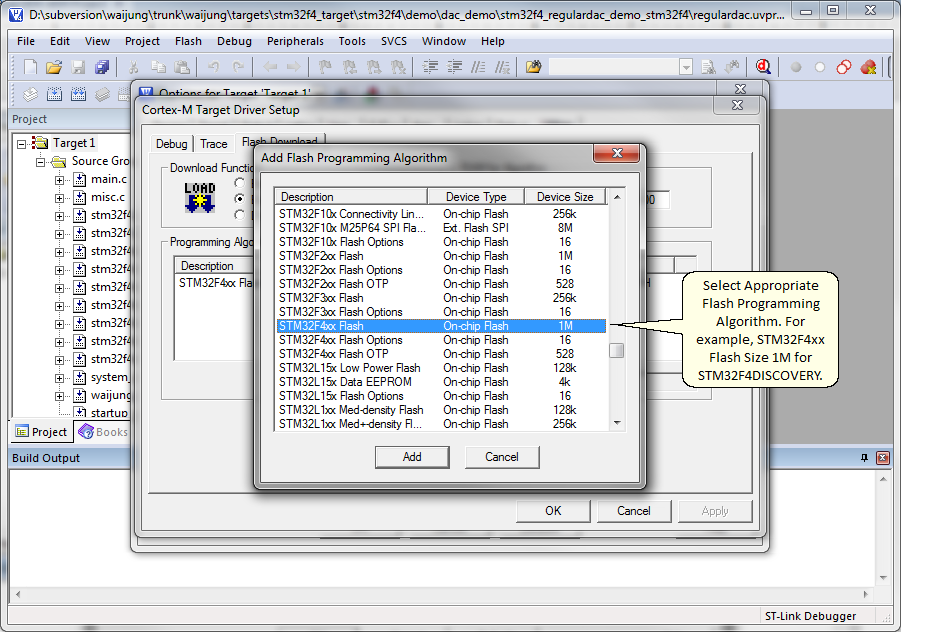 D:\subversion\waijung\trunk\waijung\targets\stm32f4_target\stm32f4\demo\dac_demo\stm32f4_regulardac_demo_stm32f4\regulardac.uvpr...
File Edit View Project Flash Debug Peripherals Tools SVCS Window Help
Options for Target 'Target 1'
Project
Cortex-M Target Driver Setup
Target 1
Source Gro
main.c
misc.c
stm32f4
stm32f4
stm32f4
stm32f4
stm32f4
stm32f4
stm32f4
stm32f4
stm32f4
system_
waijung
startup
Project Books
Debug Trace Flash Download
Download Functio
LOAD
Programming Algo
Description
STM32F4xx Fla
Add Flash Programming Algorithm
Description Device Type Device Size
STM32F10x Connectivity Lin... On-chip Flash 256k
STM32F10x M25P64 SPI Fla... Ext. Flash SPI 8M
STM32F10x Flash Options On-chip Flash 16
STM32F2xx Flash On-chip Flash 1M
STM32F2xx Flash Options On-chip Flash 16
STM32F2xx Flash OTP On-chip Flash 528
STM32F3xx Flash On-chip Flash 256k
STM32F3xx Flash Options On-chip Flash 16
STM32F4xx Flash On-chip Flash 1M
STM32F4xx Flash Options On-chip Flash 16
STM32F4xx Flash OTP On-chip Flash 528
STM32L15x Low Power Flash On-chip Flash 128k
STM32L15x Data EEPROM On-chip Flash 4k
STM32L15x Flash Options On-chip Flash 16
STM32L1xx Med-density Flash On-chip Flash 128k
STM32L1xx Med+-density Fl... On-chip Flash 256k
Add Cancel
Select Appropriate
Flash Programming
Algorithm. For
example, STM32F4xx
Flash Size 1M for
STM32F4DISCOVERY.
OK Cancel Apply
Build Output
ST-Link Debugger